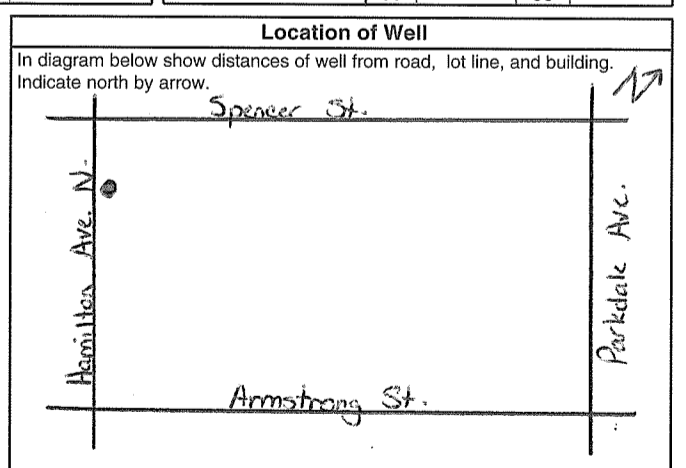 Location of Well
In diagram below show distances of well from road, lot line, and building.
Indicate north by arrow.
N
Spencer St.
Hamilton Ave. N.
Parkdale Ave.
Armstrong St.